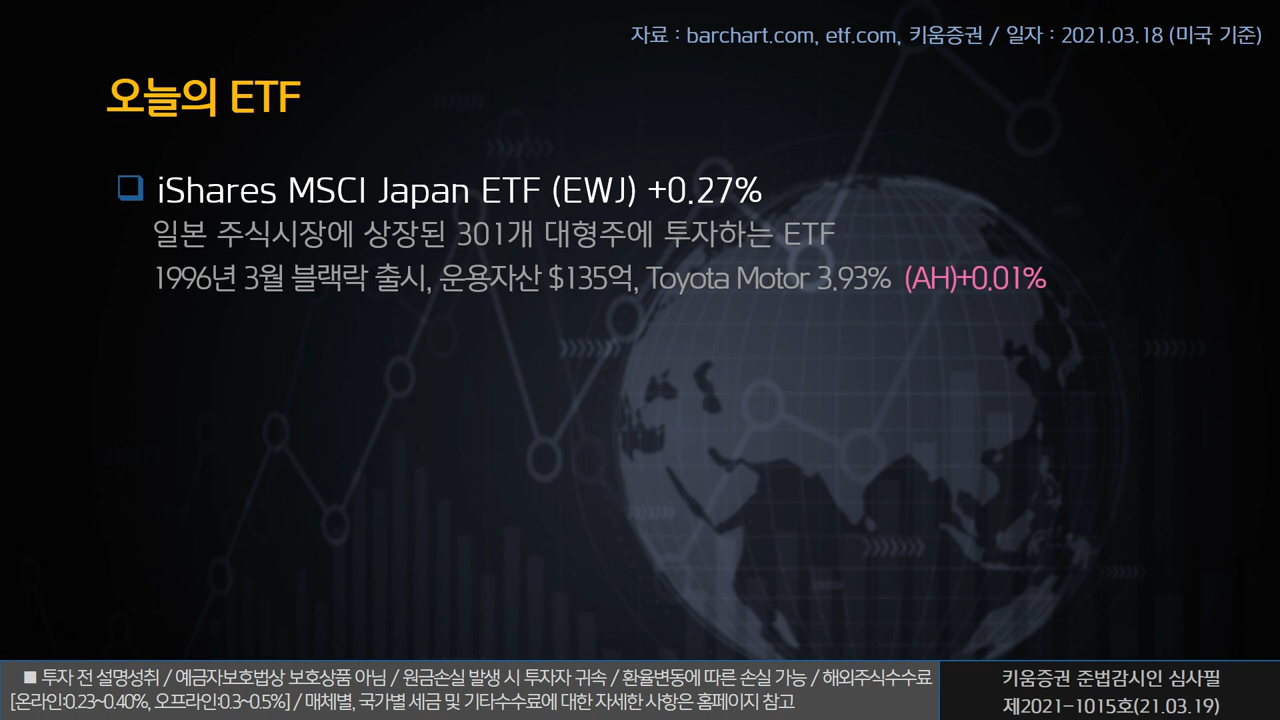 자료 : barchart.com, etf.com, 키움증권 / 일자 : 2021.03.18 (미국 기준)
오늘의 ETF
❑ iShares MSCI Japan ETF (EWJ) +0.27%
일본 주식시장에 상장된 301개 대형주에 투자하는 ETF
1996년 3월 블랙락 출시, 운용자산 $135억, Toyota Motor 3.93% (AH)+0.01%
■ 투자 전 설명성취 / 예금자보호법상 보호상품 아님 / 원금손실 발생 시 투자자 귀속 / 환율변동에 따른 손실 가능 / 해외주식수수료
[온라인:0.23~0.40%, 오프라인:0.3~0.5%] / 매체별, 국가별 세금 및 기타수수료에 대한 자세한 사항은 홈페이지 참고
키움증권 준법감시인 심사필
제2021-1015호(21.03.19)